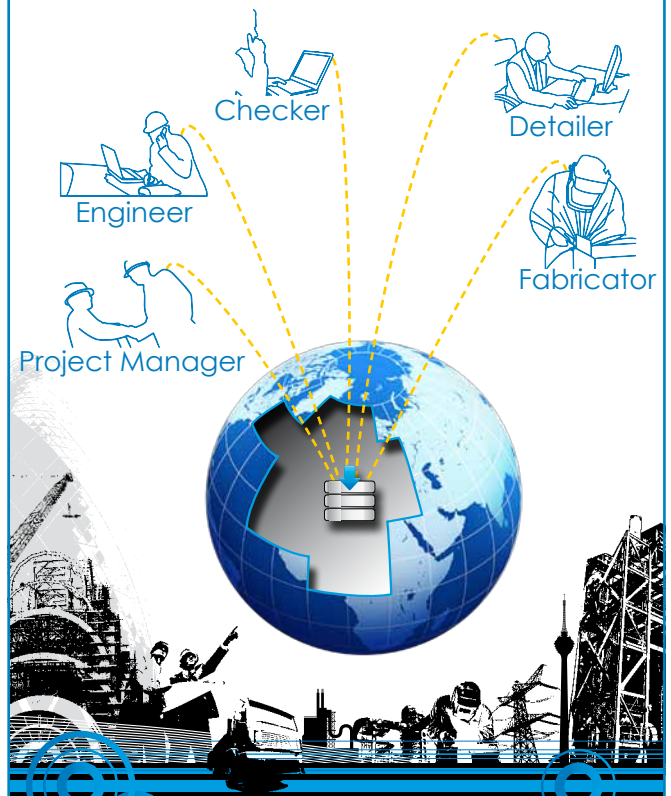 Checker
Detailer
Engineer
Fabricator
Project Manager